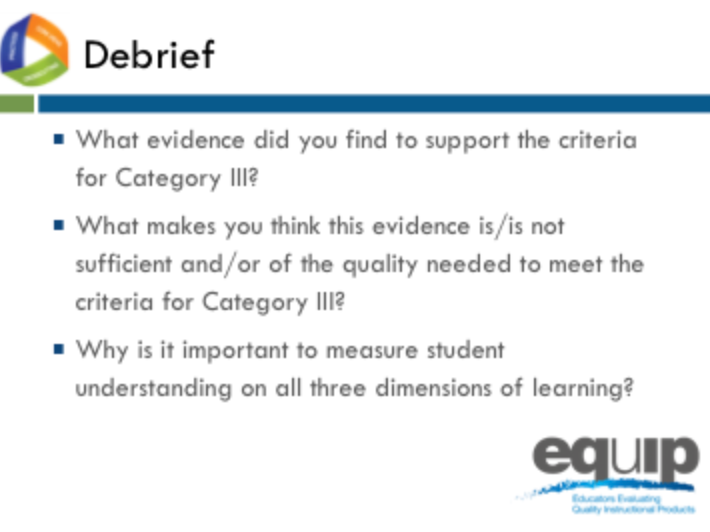 Debrief
What evidence did you find to support the criteria
for Category III?
What makes you think this evidence is/is not
sufficient and/or of the quality needed to meet the
criteria for Category III?
Why is it important to measure student
understanding on all three dimensions of learning?
equip
Educators Evaluating
Quality Instructional Products